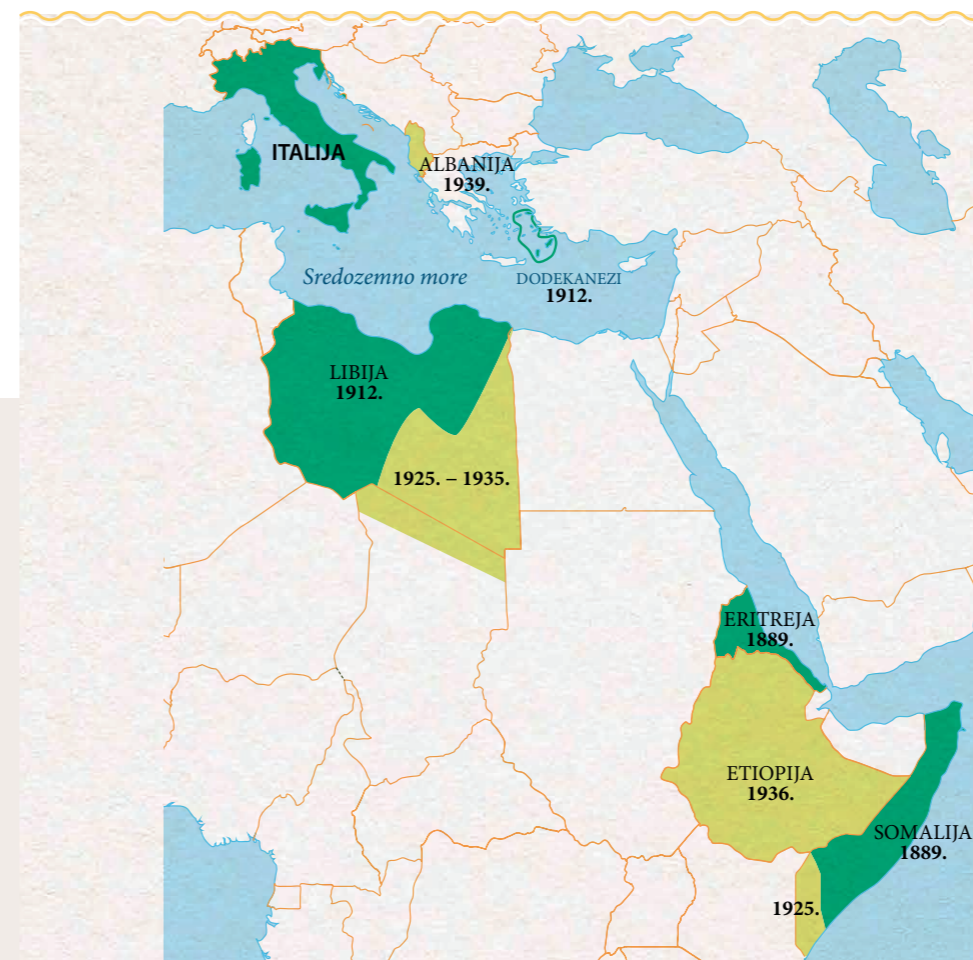 ITALIJA
ALBANIJA
1939.
Sredozemno more
DODEKANEZI
1912.
LIBIJA
1912.
1925. – 1935.
ERITREJA
1889.
ETIOPIJA
1936.
SOMALIJA
1889.
1925.